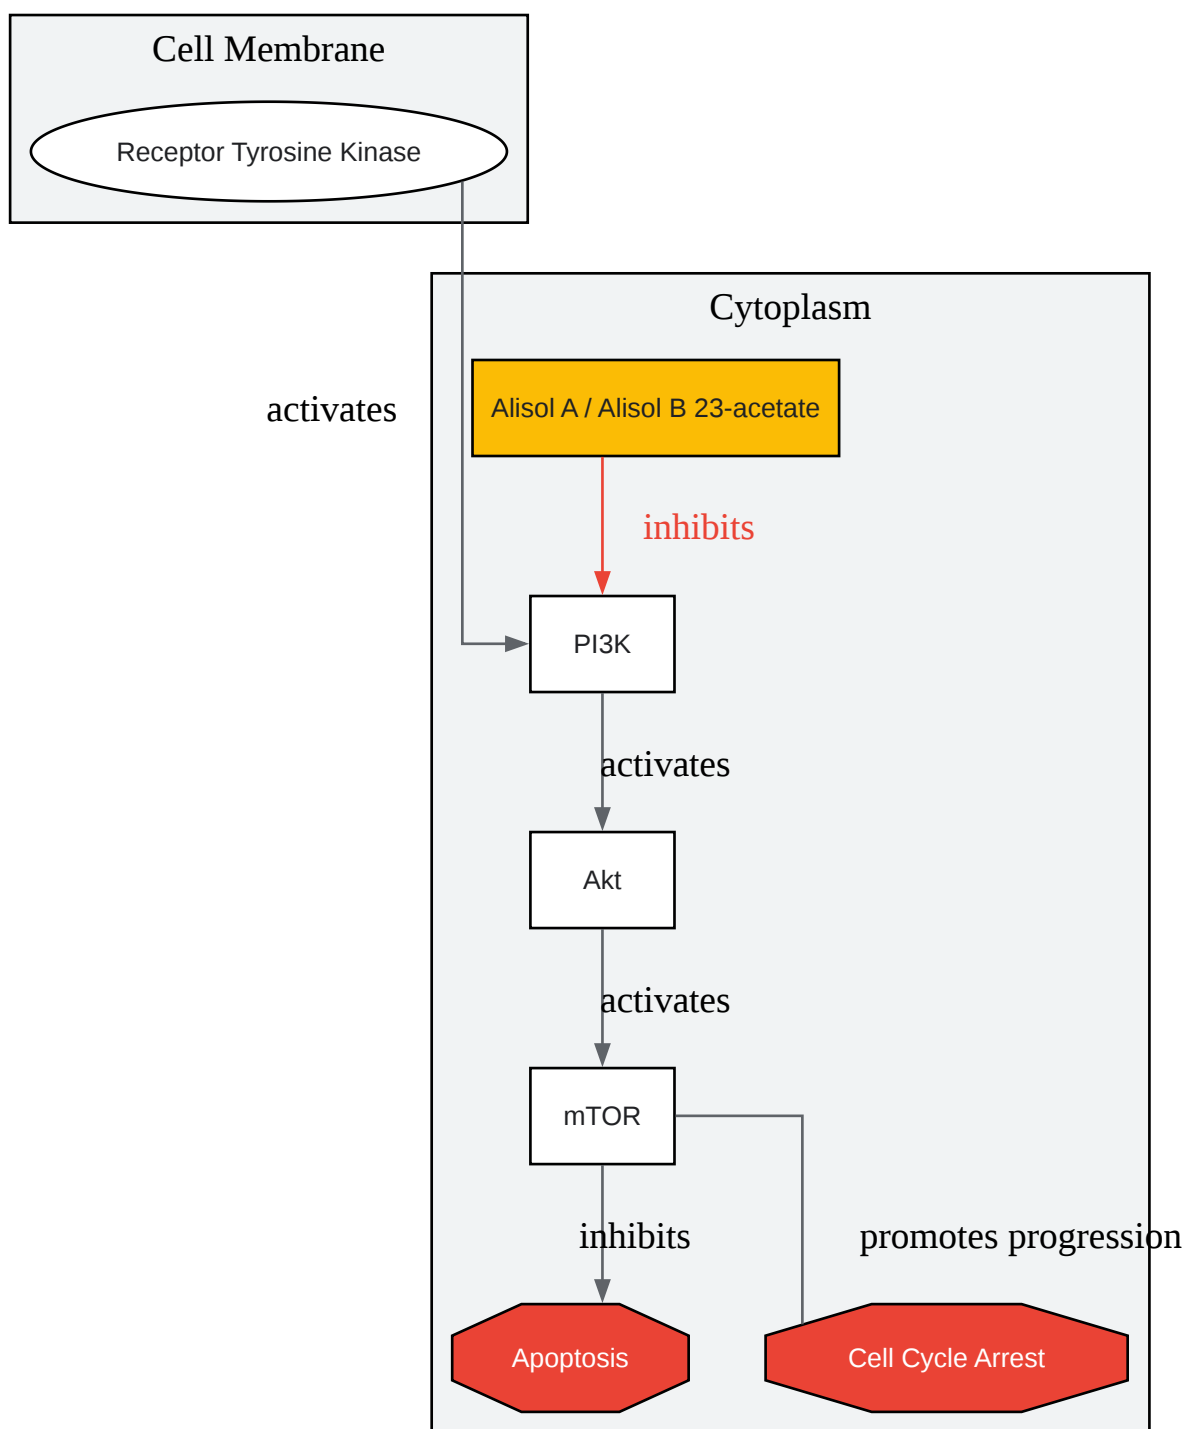 Cell Membrane
Receptor Tyrosine Kinase
Cytoplasm
activates
Alisol A / Alisol B 23-acetate
inhibits
PI3K
activates
Akt
activates
mTOR
inhibits
promotes progression
Apoptosis
Cell Cycle Arrest